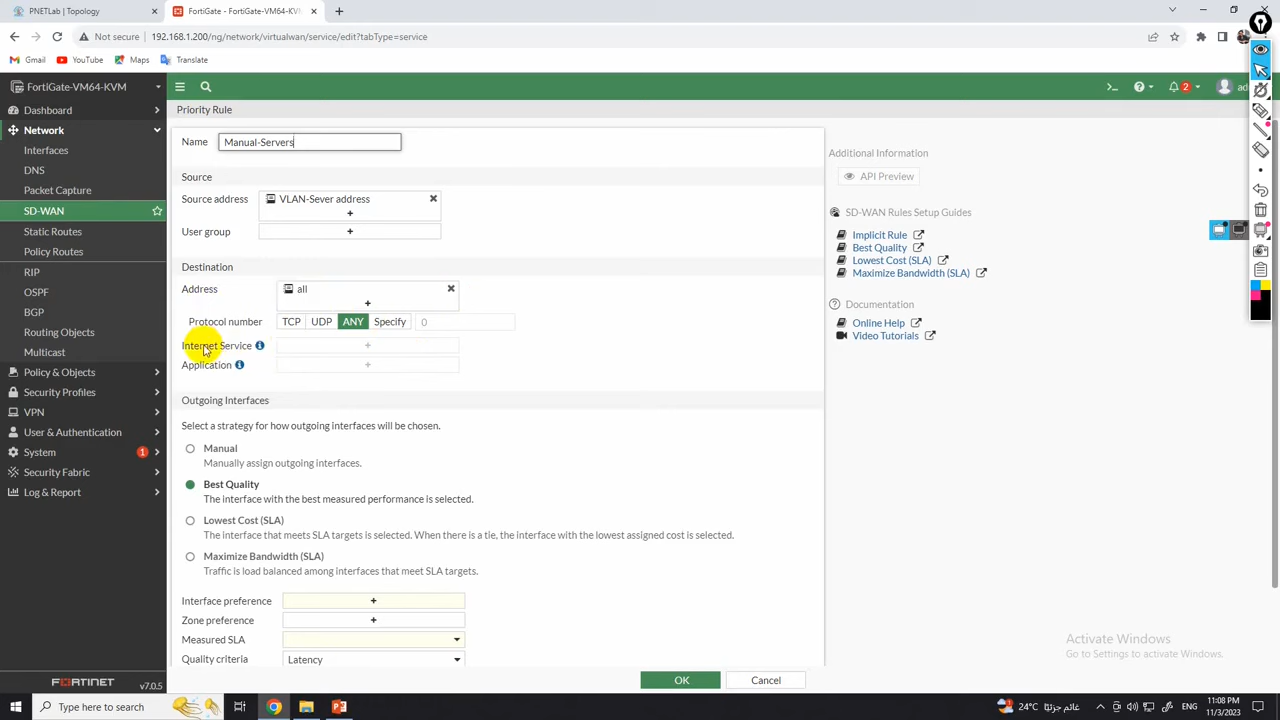 PNETLab | Topology
FortiGate - FortiGate-VM64-KVM
Not secure
192.168.1.200/ng/network/virtualwan/service/edit?tabType=service
Gmail
YouTube
Maps
Translate
FortiGate-VM64-KVM
2
Dashboard
Network
Interfaces
DNS
Packet Capture
SD-WAN
Static Routes
Policy Routes
RIP
OSPF
BGP
Routing Objects
Multicast
Policy & Objects
Security Profiles
VPN
User & Authentication
System
1
Security Fabric
Log & Report
FORTINET
v7.0.5
Priority Rule
Name
Manual-Servers
Source
Source address
VLAN-Sever address
+
User group
+
Destination
Address
all
+
Protocol number
TCP
UDP
ANY
Specify
0
Internet Service
+
Application
+
Outgoing Interfaces
Select a strategy for how outgoing interfaces will be chosen.
Manual
Manually assign outgoing interfaces.
Best Quality
The interface with the best measured performance is selected.
Lowest Cost (SLA)
The interface that meets SLA targets is selected. When there is a tie, the interface with the lowest assigned cost is selected.
Maximize Bandwidth (SLA)
Traffic is load balanced among interfaces that meet SLA targets.
Interface preference
+
Zone preference
+
Measured SLA
Quality criteria
Latency
OK
Cancel
Additional Information
API Preview
SD-WAN Rules Setup Guides
Implicit Rule
Best Quality
Lowest Cost (SLA)
Maximize Bandwidth (SLA)
Documentation
Online Help
Video Tutorials
Activate Windows
Go to Settings to activate Windows.
Type here to search
24°C
غائم جزئيًا
11:08 PM
11/3/2023